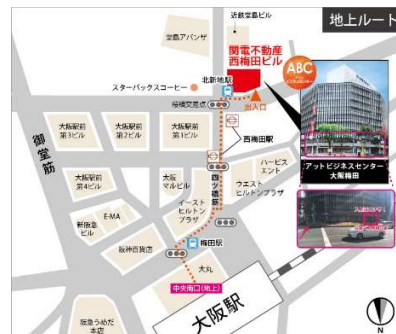 地上ルート
近鉄堂島ビル
堂島アバンザ
関電不動産
西梅田ビル
ABC
北新地駅
スターバックスコーヒー
出入口
桜橋交差点
西梅田駅
御堂筋
大阪駅前
第3ビル
大阪駅前
第2ビル
大阪駅前
第1ビル
アットビジネスセンター
大阪梅田
大阪駅前
第4ビル
大阪
マルビル
四ツ橋筋
ハービス
エント
ウエスト
ヒルトンプラザ
E-MA
イースト
ヒルトン
プラザ
新阪急
ビル
阪神百貨店
梅田駅
大丸
中央南口(地上)
大阪駅
阪急うめだ
本店
N